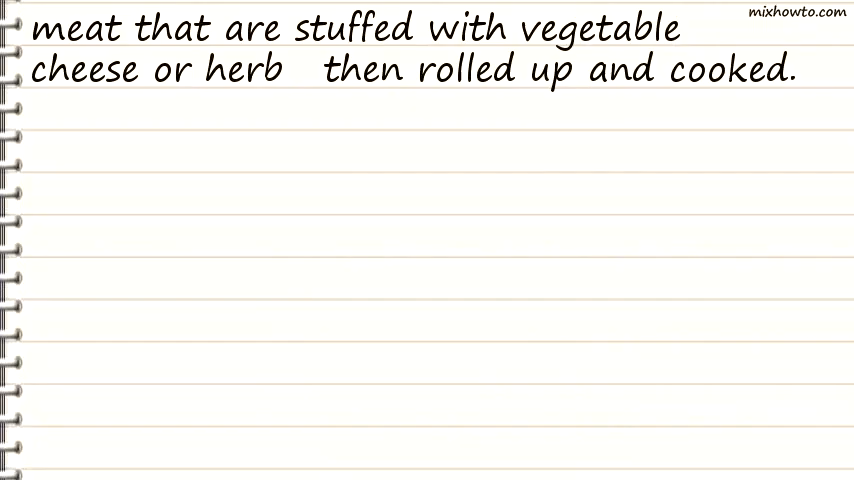 mixhowto.com
meat that are stuffed with vegetable
cheese or herb then rolled up and cooked.